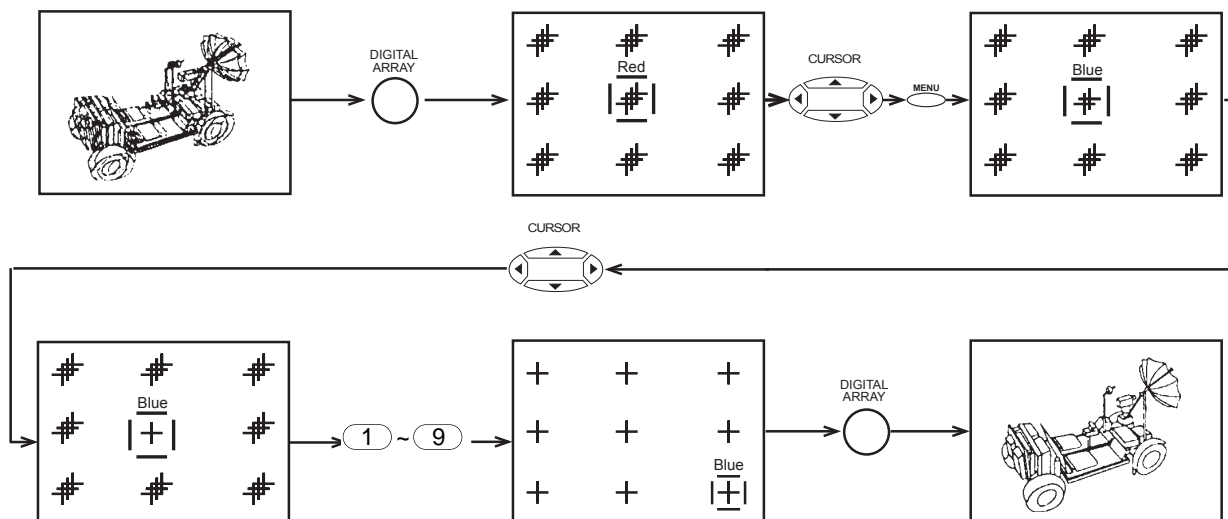 DIGITAL
ARRAY
Red
CURSOR
MENU
Blue
CURSOR
Blue
1 ~ 9
Blue
DIGITAL
ARRAY